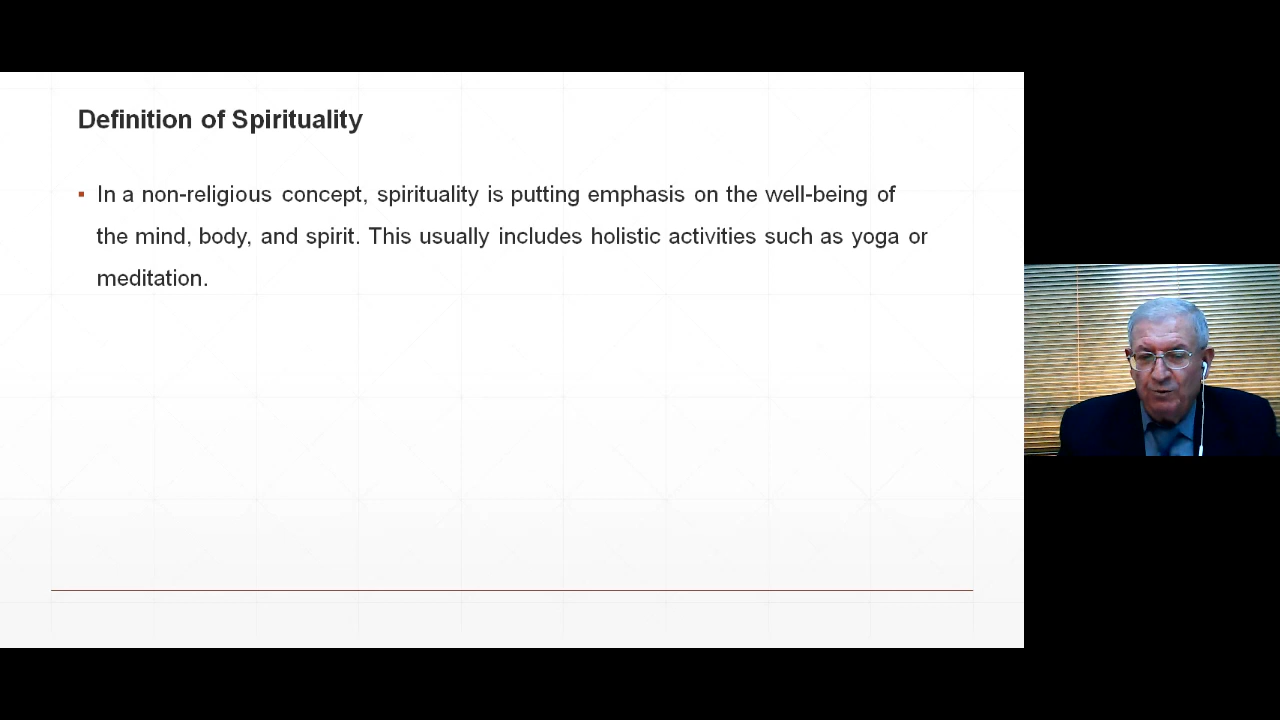 Definition of Spirituality
In a non-religious concept, spirituality is putting emphasis on the well-being of
the mind, body, and spirit. This usually includes holistic activities such as yoga or
meditation.